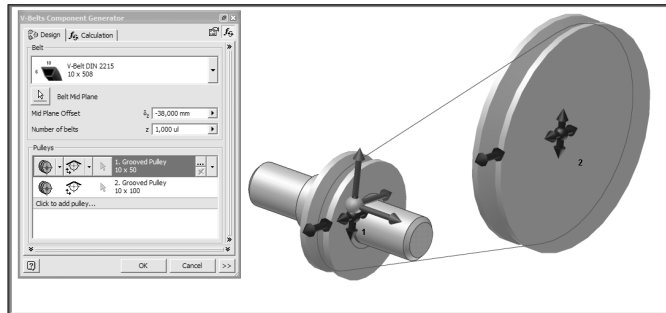 V-Belts Component Generator
Design
Calculation
Belt
10
6
V-Belt DIN 2215
10 x 508
Belt Mid Plane
Mid Plane Offset
-38,000 mm
Number of belts
z
1,000 ul
Pulleys
1. Grooved Pulley
10 x 50
...
2. Grooved Pulley
10 x 100
Click to add pulley...
?
OK
Cancel
>>
1
2